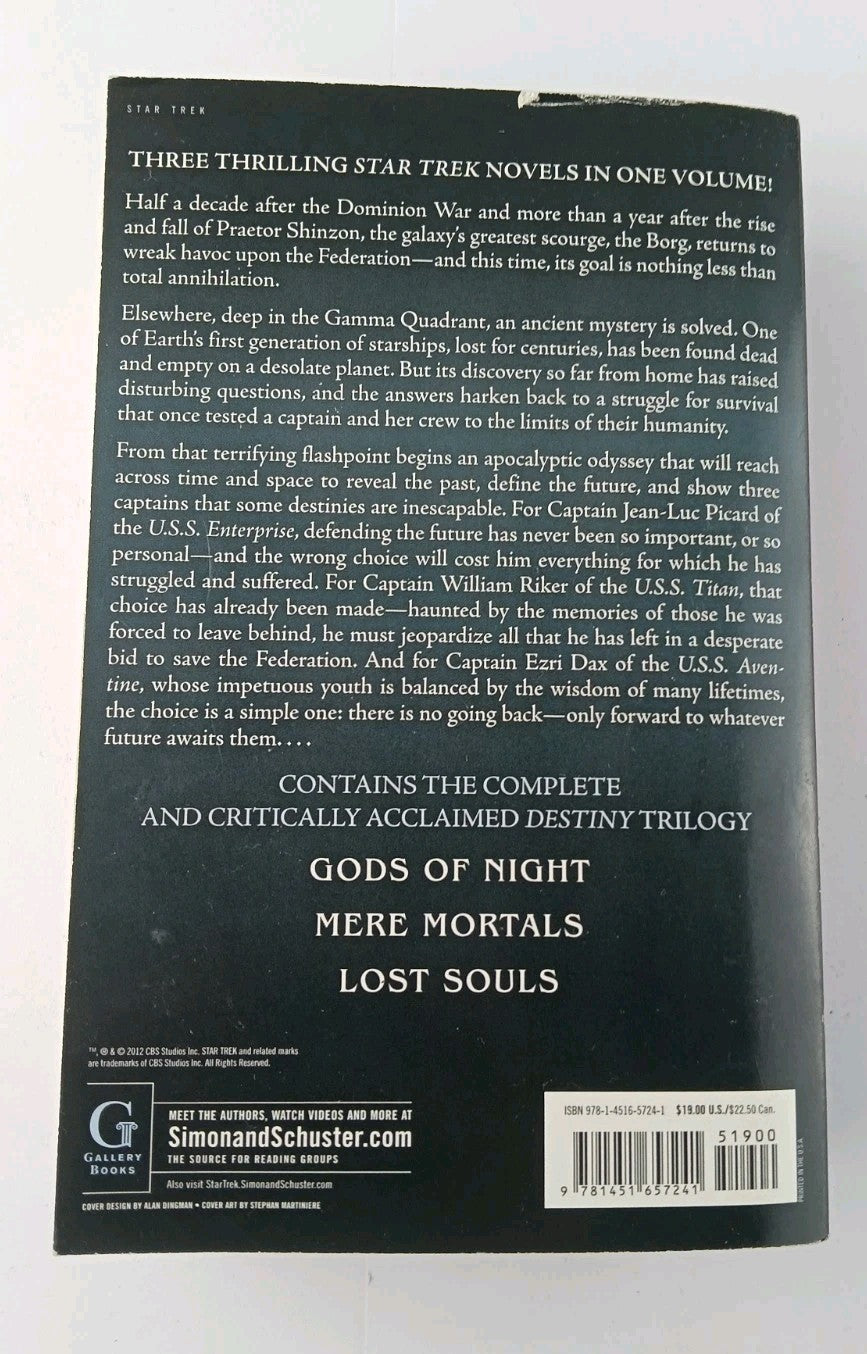 STAR TREK
THREE THRILLING STAR TREK NOVELS IN ONE VOLUME!
Half a decade after the Dominion War and more than a year after the rise
and fall of Praetor Shinzon, the galaxy's greatest scourge, the Borg, returns to
wreak havoc upon the Federation—and this time, its goal is nothing less than
total annihilation.
Elsewhere, deep in the Gamma Quadrant, an ancient mystery is solved. One
of Earth's first generation of starships, lost for centuries, has been found dead
and empty on a desolate planet. But its discovery so far from home has raised
disturbing questions, and the answers harken back to a struggle for survival
that once tested a captain and her crew to the limits of their humanity.
From that terrifying flashpoint begins an apocalyptic odyssey that will reach
across time and space to reveal the past, define the future, and show three
captains that some destinies are inescapable. For Captain Jean-Luc Picard of
the U.S.S. Enterprise, defending the future has never been so important, or so
personal—and the wrong choice will cost him everything for which he has
struggled and suffered. For Captain William Riker of the U.S.S. Titan, that
choice has already been made—haunted by the memories of those he was
forced to leave behind, he must jeopardize all that he has left in a desperate
bid to save the Federation. And for Captain Ezri Dax of the U.S.S. Aven-
tine, whose impetuous youth is balanced by the wisdom of many lifetimes,
the choice is a simple one: there is no going back—only forward to whatever
future awaits them....
CONTAINS THE COMPLETE
AND CRITICALLY ACCLAIMED DESTINY TRILOGY
GODS OF NIGHT
MERE MORTALS
LOST SOULS
™, ® & © 2012 CBS Studios Inc. STAR TREK and related marks
are trademarks of CBS Studios Inc. All Rights Reserved.
G
GALLERY
BOOKS
MEET THE AUTHORS, WATCH VIDEOS AND MORE AT
SimonandSchuster.com
THE SOURCE FOR READING GROUPS
Also visit StarTrek.SimonandSchuster.com
COVER DESIGN BY ALAN DINGMAN • COVER ART BY STEPHAN MARTINIERE
ISBN 978-1-4516-5724-1 $19.00 U.S./$22.50 Can.
51900
9 781451 657241
PRINTED IN THE U.S.A.